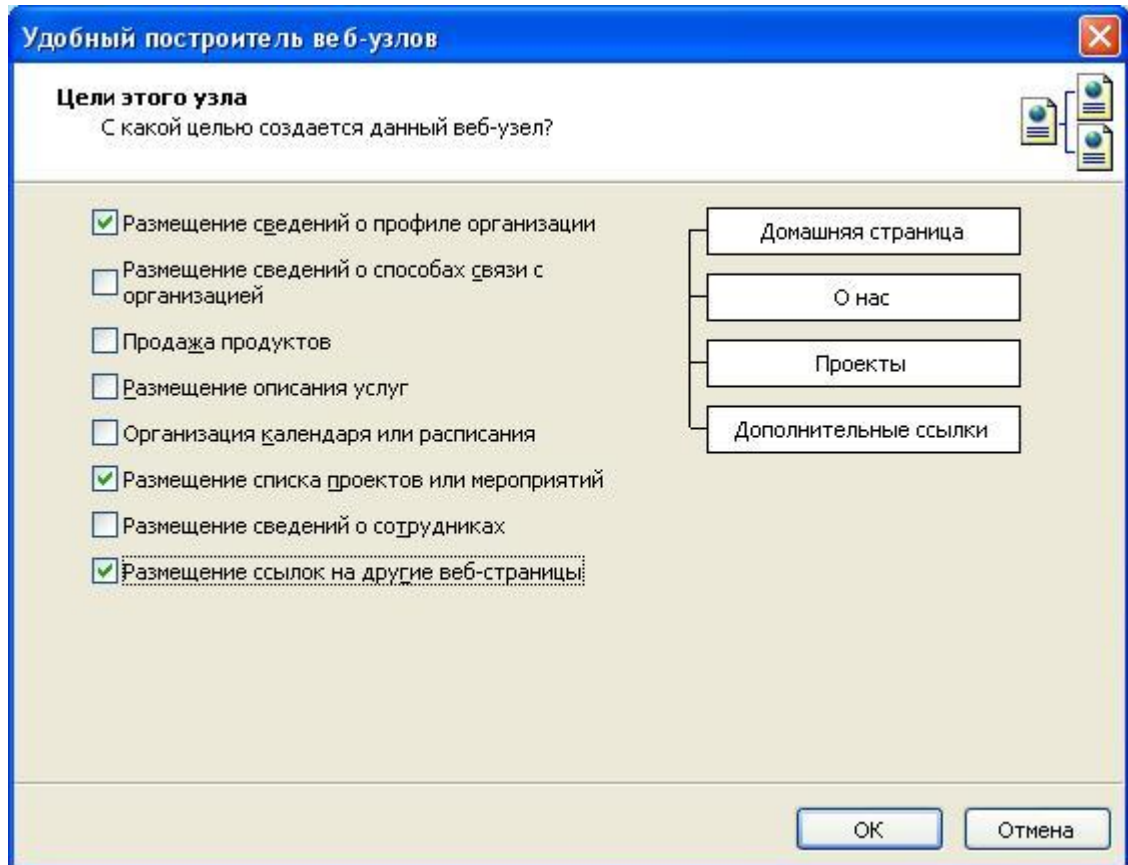 Удобный построитель веб-узлов
Цели этого узла
С какой целью создается данный веб-узел?
Размещение сведений о профиле организации
Размещение сведений о способах связи с
организацией
Продажа продуктов
Размещение описания услуг
Организация календаря или расписания
Размещение списка проектов или мероприятий
Размещение сведений о сотрудниках
Размещение ссылок на другие веб-страницы
Домашняя страница
О нас
Проекты
Дополнительные ссылки
ОК
Отмена